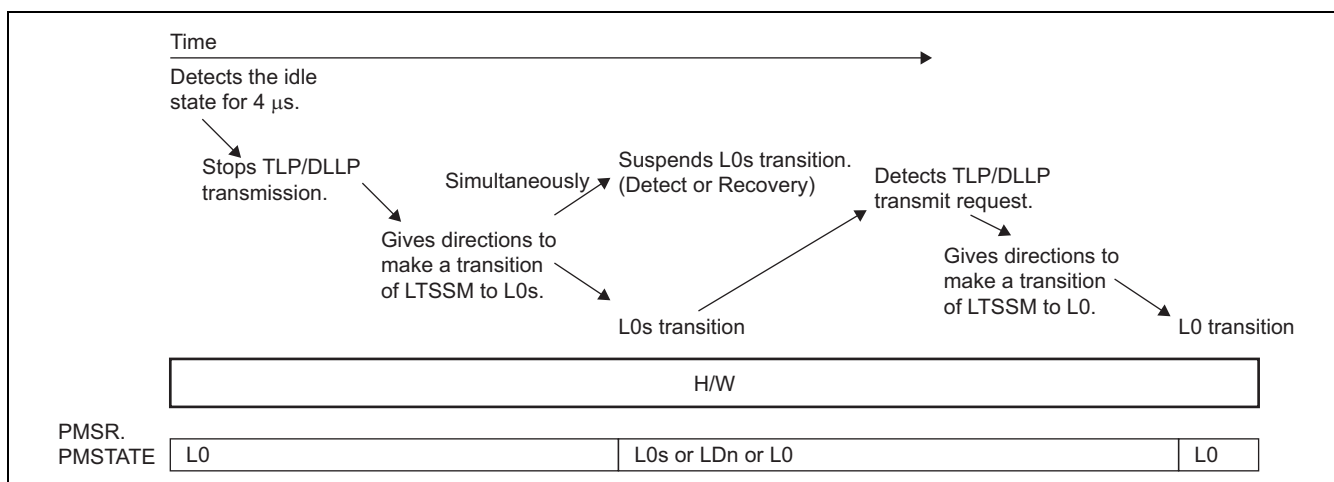 Time
Detects the idle
state for 4 μs.
Stops TLP/DLLP
transmission.
Simultaneously
Suspends L0s transition.
(Detect or Recovery)
Detects TLP/DLLP
transmit request.
Gives directions to
make a transition
of LTSSM to L0s.
Gives directions to
make a transition
of LTSSM to L0.
L0s transition
L0 transition
H/W
PMSR.
PMSTATE
L0
L0s or LDn or L0
L0